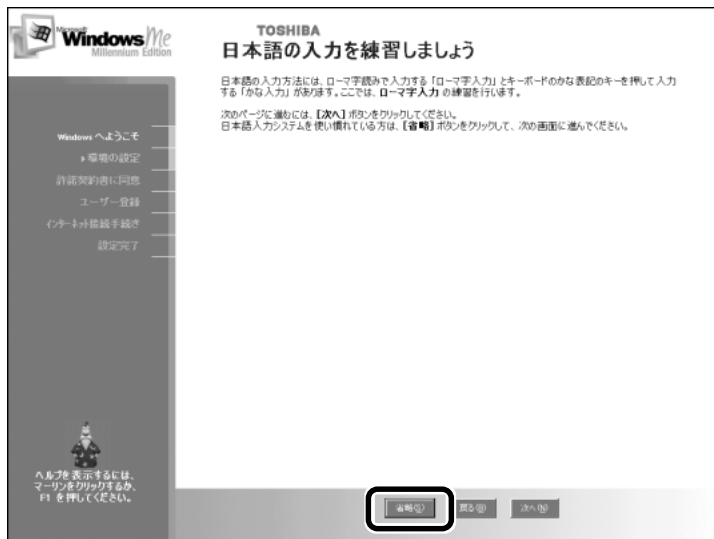 Microsoft
Windows Me
Millennium Edition
TOSHIBA
日本語の入力を練習しましょう
日本語の入力方法には、ローマ字読みで入力する「ローマ字入力」とキーボードのかな表記のキーを押して入力
する「かな入力」があります。ここでは、ローマ字入力 の練習を行います。
次のページに進むには、【次へ】ボタンをクリックしてください。
日本語入力システムを使い慣れている方は、【省略】ボタンをクリックして、次の画面に進んでください。
Windows へようこそ
環境の設定
許諾契約書に同意
ユーザー登録
インターネット接続手続き
設定完了
ヘルプを表示するには、
マーリンをクリックするか、
F1 を押してください。
省略(S) 戻る(B) 次へ(N)